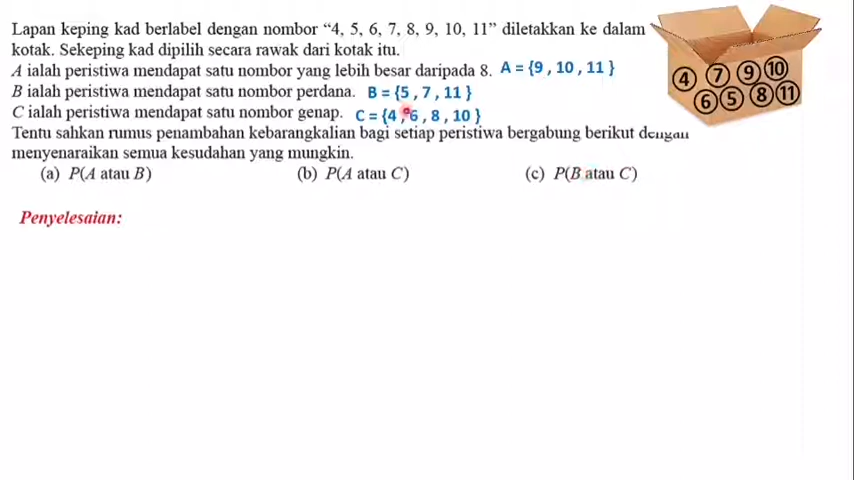 Lapan keping kad berlabel dengan nombor “4, 5, 6, 7, 8, 9, 10, 11” diletakkan ke dalam
kotak. Sekeping kad dipilih secara rawak dari kotak itu.
A ialah peristiwa mendapat satu nombor yang lebih besar daripada 8. A = {9 , 10 , 11 }
B ialah peristiwa mendapat satu nombor perdana. B = {5 , 7 , 11 }
C ialah peristiwa mendapat satu nombor genap. C = {4 , 6 , 8 , 10 }
Tentu sahkan rumus penambahan kebarangkalian bagi setiap peristiwa bergabung berikut dengan
menyenaraikan semua kesudahan yang mungkin.
(a) P(A atau B) (b) P(A atau C) (c) P(B atau C)
Penyelesaian:
4 7 9 10
6 5 8 11